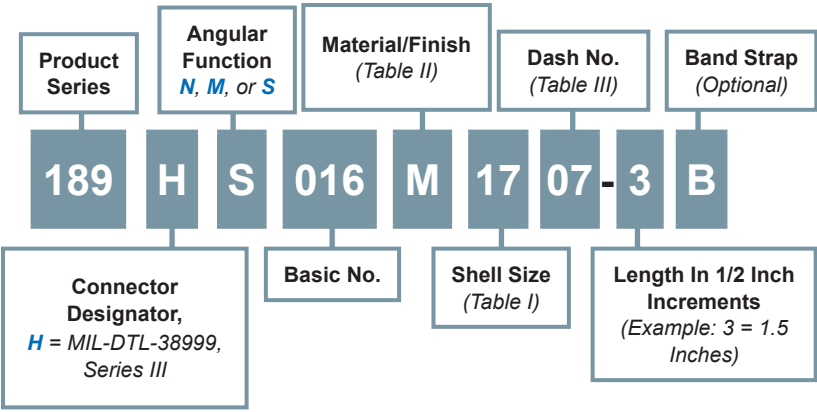 Product
Series
Angular
Function
N, M, or S
Material/Finish
(Table II)
Dash No.
(Table III)
Band Strap
(Optional)
189 H S 016 M 17 07 - 3 B
Connector
Designator,
H = MIL-DTL-38999,
Series III
Basic No.
Shell Size
(Table I)
Length In 1/2 Inch
Increments
(Example: 3 = 1.5
Inches)